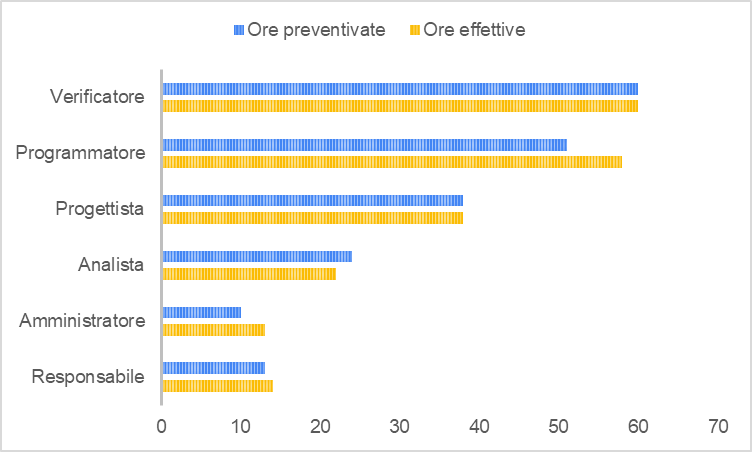 Ore preventivate Ore effettive
Verificatore
Programmatore
Progettista
Analista
Amministratore
Responsabile
0 10 20 30 40 50 60 70